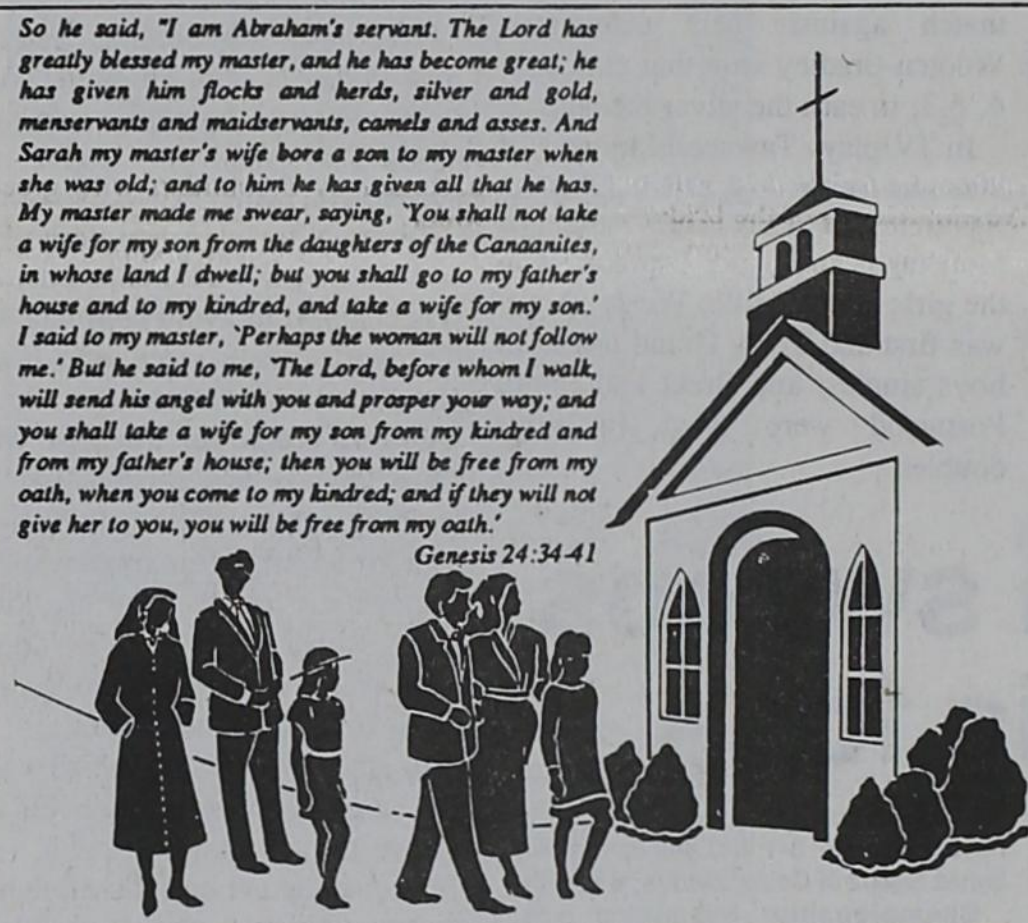 So he said, "I am Abraham's servant. The Lord has
greatly blessed my master, and he has become great; he
has given him flocks and herds, silver and gold,
menservants and maidservants, camels and asses. And
Sarah my master's wife bore a son to my master when
she was old; and to him he has given all that he has.
My master made me swear, saying, `You shall not take
a wife for my son from the daughters of the Canaanites,
in whose land I dwell; but you shall go to my father's
house and to my kindred, and take a wife for my son.'
I said to my master, `Perhaps the woman will not follow
me.' But he said to me, `The Lord, before whom I walk,
will send his angel with you and prosper your way; and
you shall take a wife for my son from my kindred and
from my father's house; then you will be free from my
oath, when you come to my kindred; and if they will not
give her to you, you will be free from my oath.'
Genesis 24:34-41